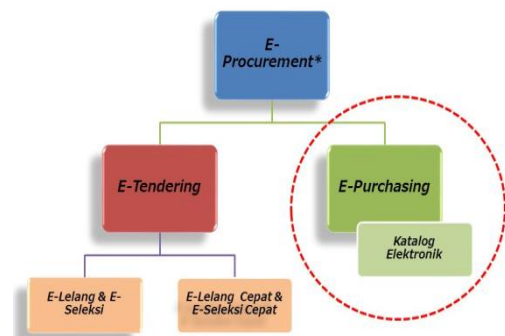 E-
Procurement*
E-Tendering
E-Purchasing
Katalog
Elektronik
E-Lelang & E-
Seleksi
E-Lelang Cepat &
E-Seleksi Cepat